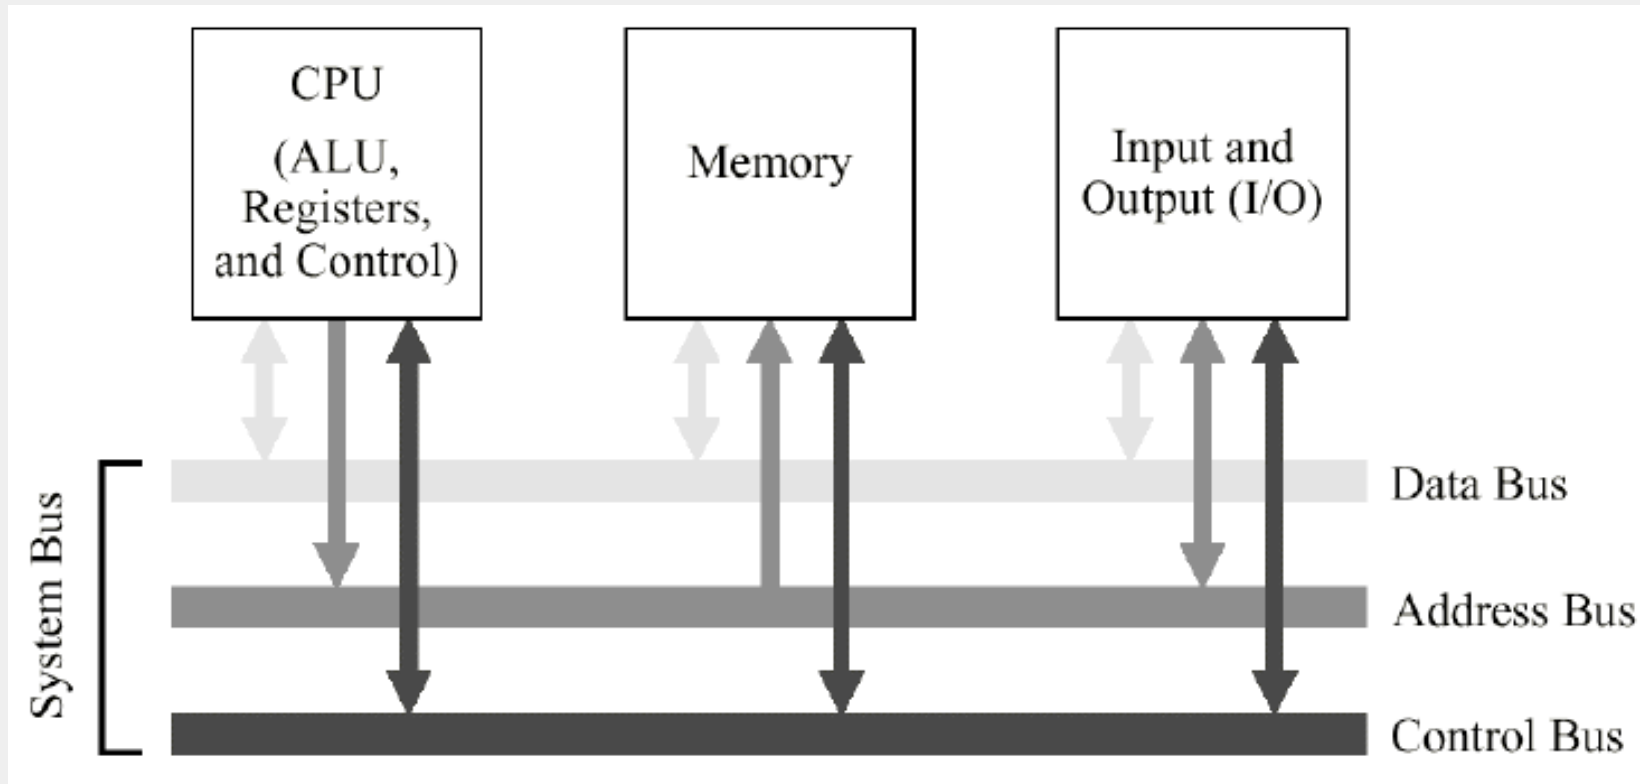 CPU
(ALU,
Registers,
and Control)
Memory
Input and
Output (I/O)
System Bus
Data Bus
Address Bus
Control Bus